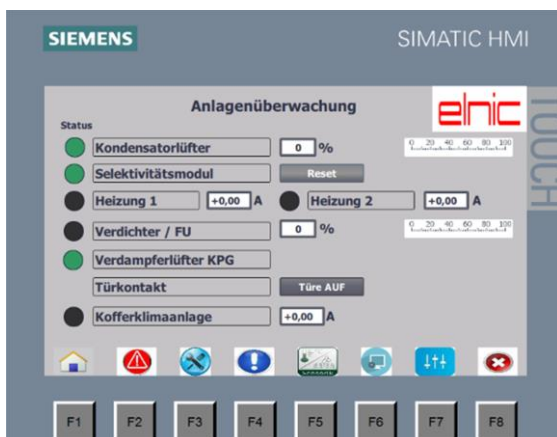 SIEMENS SIMATIC HMI
TOUCH
Anlagenüberwachung
elnic
Status
Kondensatorlüfter 0 % 0 20 40 60 80 100
Selektivitätsmodul Reset
Heizung 1 +0,00 A Heizung 2 +0,00 A
Verdichter / FU 0 % 0 20 40 60 80 100
Verdampferlüfter KPG
Türkontakt Türe AUF
Kofferklimaanlage +0,00 A
F1 F2 F3 F4 F5 F6 F7 F8